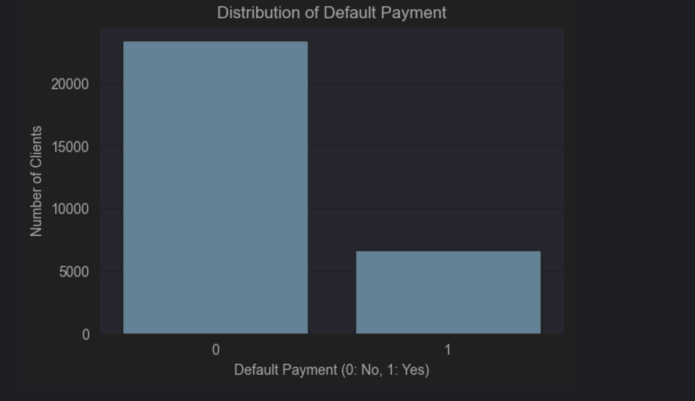 Distribution of Default Payment
20000
15000
10000
5000
0
Number of Clients
0 1
Default Payment (0: No, 1: Yes)